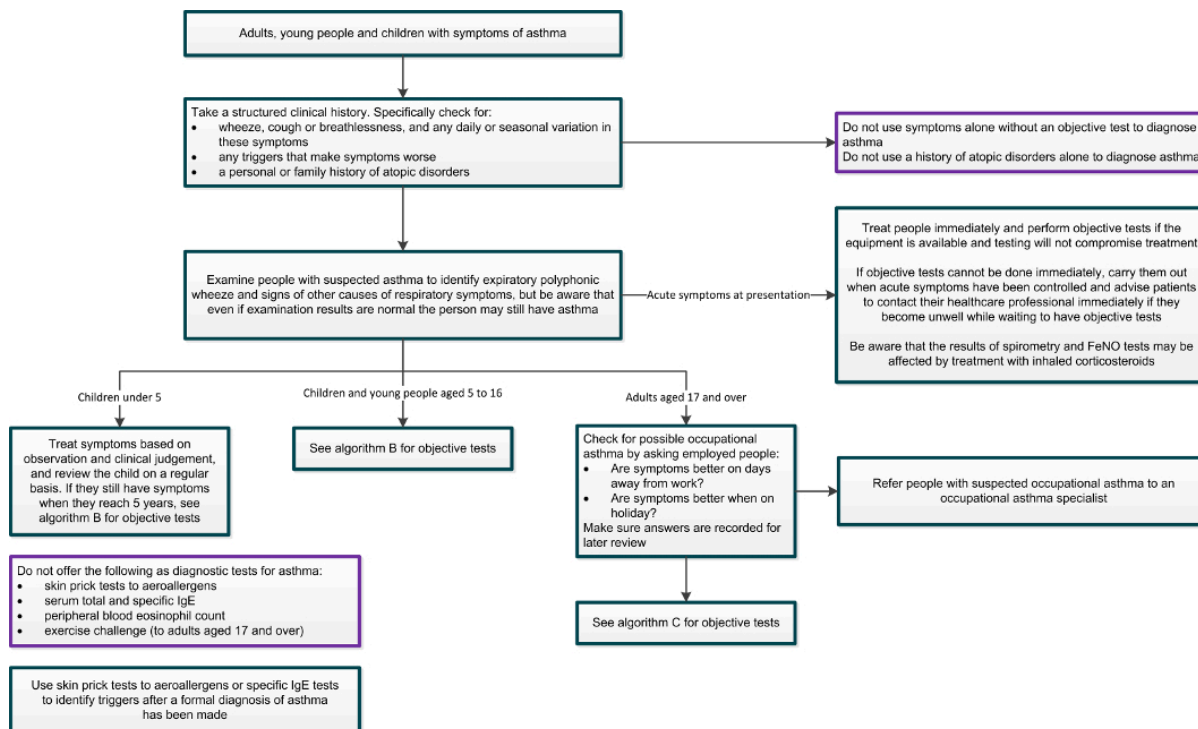 Adults, young people and children with symptoms of asthma
Take a structured clinical history. Specifically check for:
• wheeze, cough or breathlessness, and any daily or seasonal variation in
these symptoms
• any triggers that make symptoms worse
• a personal or family history of atopic disorders
Do not use symptoms alone without an objective test to diagnose
asthma
Do not use a history of atopic disorders alone to diagnose asthma
Examine people with suspected asthma to identify expiratory polyphonic
wheeze and signs of other causes of respiratory symptoms, but be aware that
even if examination results are normal the person may still have asthma
Acute symptoms at presentation
Treat people immediately and perform objective tests if the
equipment is available and testing will not compromise treatment
If objective tests cannot be done immediately, carry them out
when acute symptoms have been controlled and advise patients
to contact their healthcare professional immediately if they
become unwell while waiting to have objective tests
Be aware that the results of spirometry and FeNO tests may be
affected by treatment with inhaled corticosteroids
Children under 5
Children and young people aged 5 to 16
Adults aged 17 and over
Treat symptoms based on
observation and clinical judgement,
and review the child on a regular
basis. If they still have symptoms
when they reach 5 years, see
algorithm B for objective tests
See algorithm B for objective tests
Check for possible occupational
asthma by asking employed people:
• Are symptoms better on days
away from work?
• Are symptoms better when on
holiday?
Make sure answers are recorded for
later review
Refer people with suspected occupational asthma to an
occupational asthma specialist
Do not offer the following as diagnostic tests for asthma:
• skin prick tests to aeroallergens
• serum total and specific IgE
• peripheral blood eosinophil count
• exercise challenge (to adults aged 17 and over)
See algorithm C for objective tests
Use skin prick tests to aeroallergens or specific IgE tests
to identify triggers after a formal diagnosis of asthma
has been made